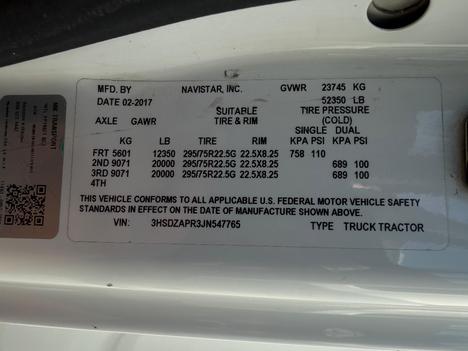 MFD. BY NAVISTAR, INC. GVWR 23745 KG
DATE 02-2017 52350 LB
SUITABLE TIRE PRESSURE
AXLE GAWR TIRE & RIM (COLD)
SINGLE DUAL
KG LB TIRE RIM KPA PSI KPA PSI
FRT 5601 12350 295/75R22.5G 22.5X8.25 758 110
2ND 9071 20000 295/75R22.5G 22.5X8.25 689 100
3RD 9071 20000 295/75R22.5G 22.5X8.25 689 100
4TH
THIS VEHICLE CONFORMS TO ALL APPLICABLE U.S. FEDERAL MOTOR VEHICLE SAFETY
STANDARDS IN EFFECT ON THE DATE OF MANUFACTURE SHOWN ABOVE.
VIN: 3HSDZAPR3JN547765 TYPE TRUCK TRACTOR